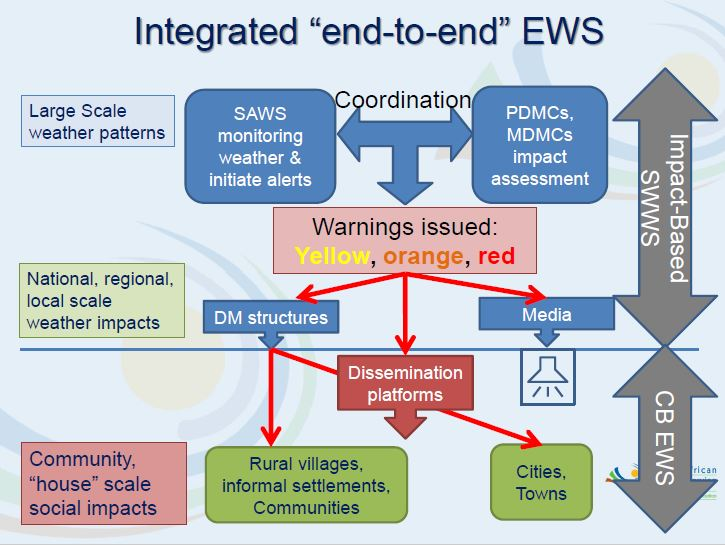 Integrated “end-to-end” EWS
Large Scale
weather patterns
SAWS
monitoring
weather &
initiate alerts
Coordination
PDMCs,
MDMCs
impact
assessment
Impact-Based
SWWS
Warnings issued:
Yellow, orange, red
National, regional,
local scale
weather impacts
DM structures
Media
Dissemination
platforms
CB EWS
Community,
“house” scale
social impacts
Rural villages,
informal settlements,
Communities
Cities,
Towns